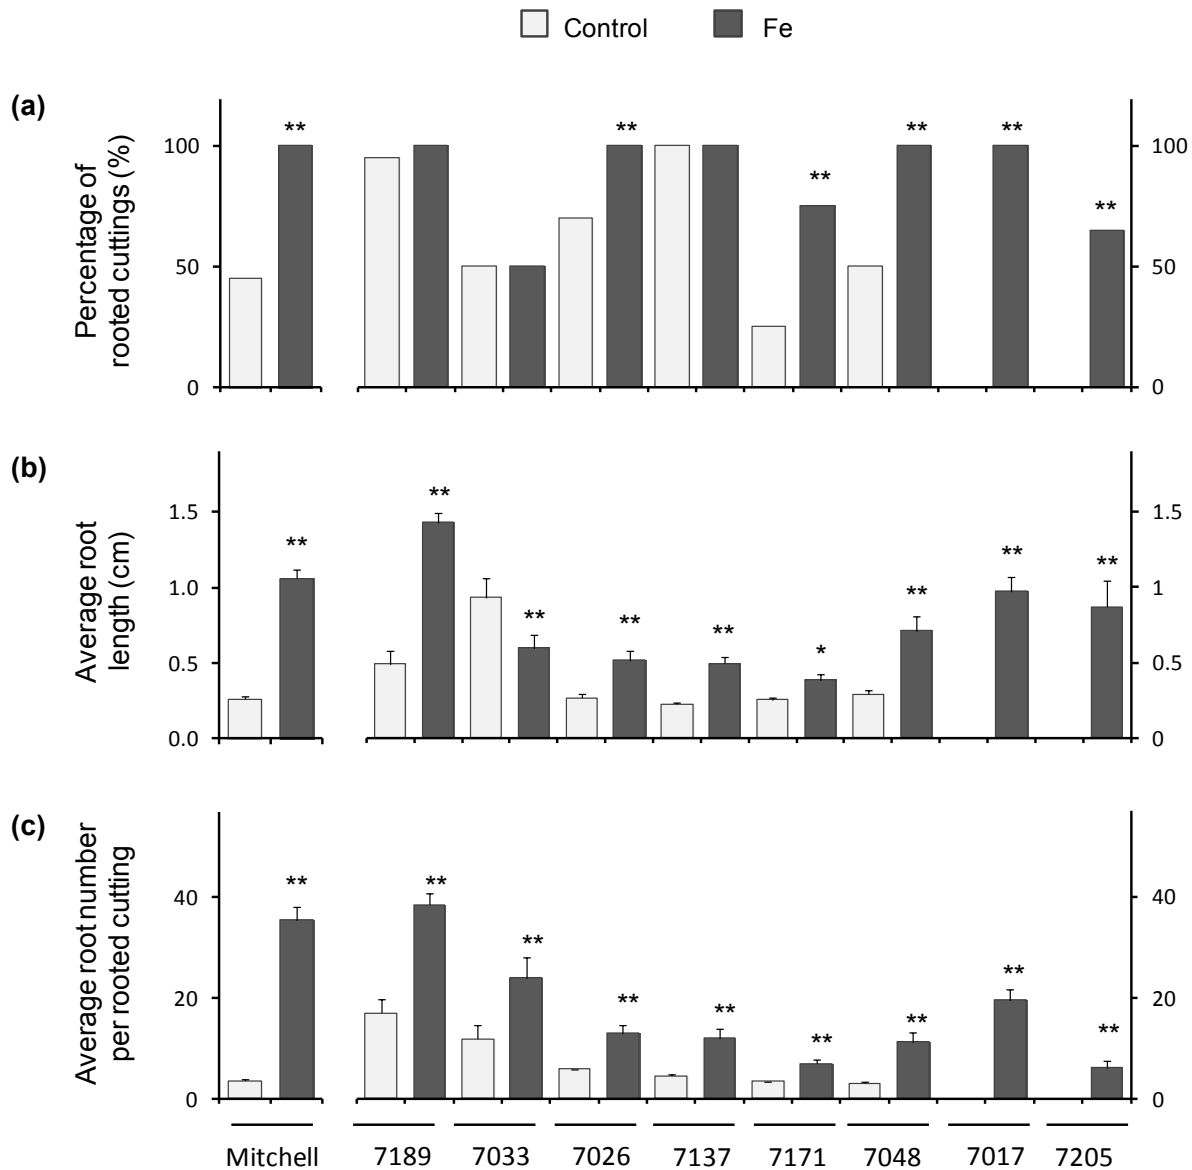 Control Fe
(a)
Percentage of
rooted cuttings (%)
** ** ** **
100 100
**
**
50 50
0 0
(b)
Average root
length (cm)
**
1.5 1.5
** ** **
1.0 1
** ** ** **
*
0.5 0.5
0.0 0
(c)
Average root number
per rooted cutting
** **
40 40
**
**
20 20
** ** ** ** **
0 0
Mitchell 7189 7033 7026 7137 7171 7048 7017 7205